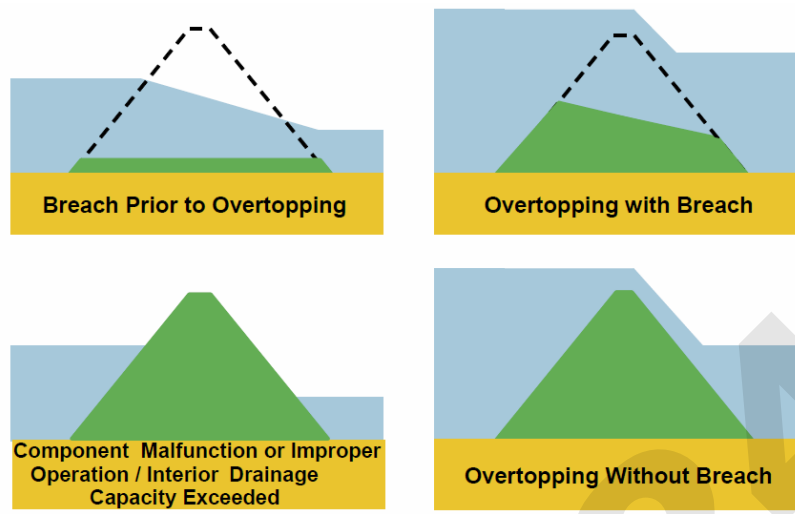 Breach Prior to Overtopping
Overtopping with Breach
Component Malfunction or Improper
Operation / Interior Drainage
Capacity Exceeded
Overtopping Without Breach